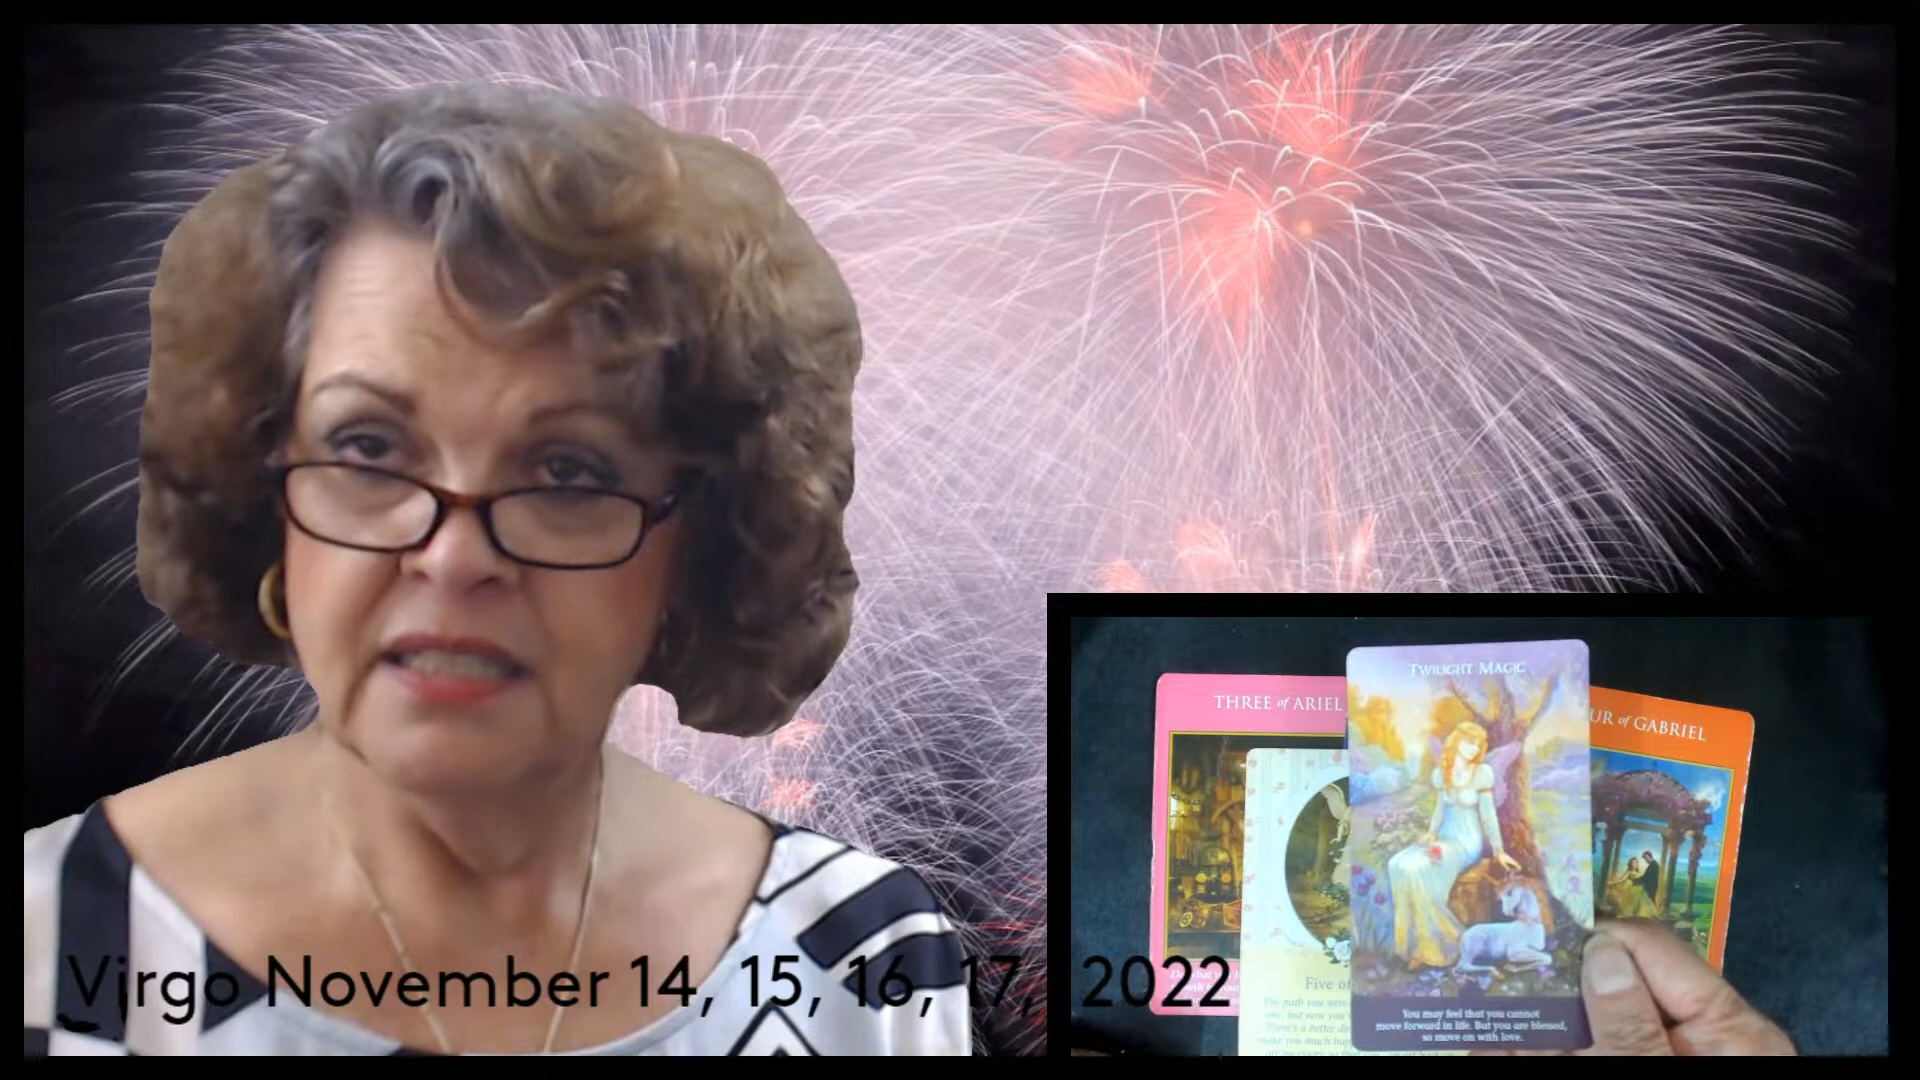 TWILIGHT MAGIC
THREE of ARIEL
UR of GABRIEL
Virgo November 14, 15, 16, 17, 2022
Five of
You may feel that you cannot
move forward in life. But you are blessed,
so move on with love.